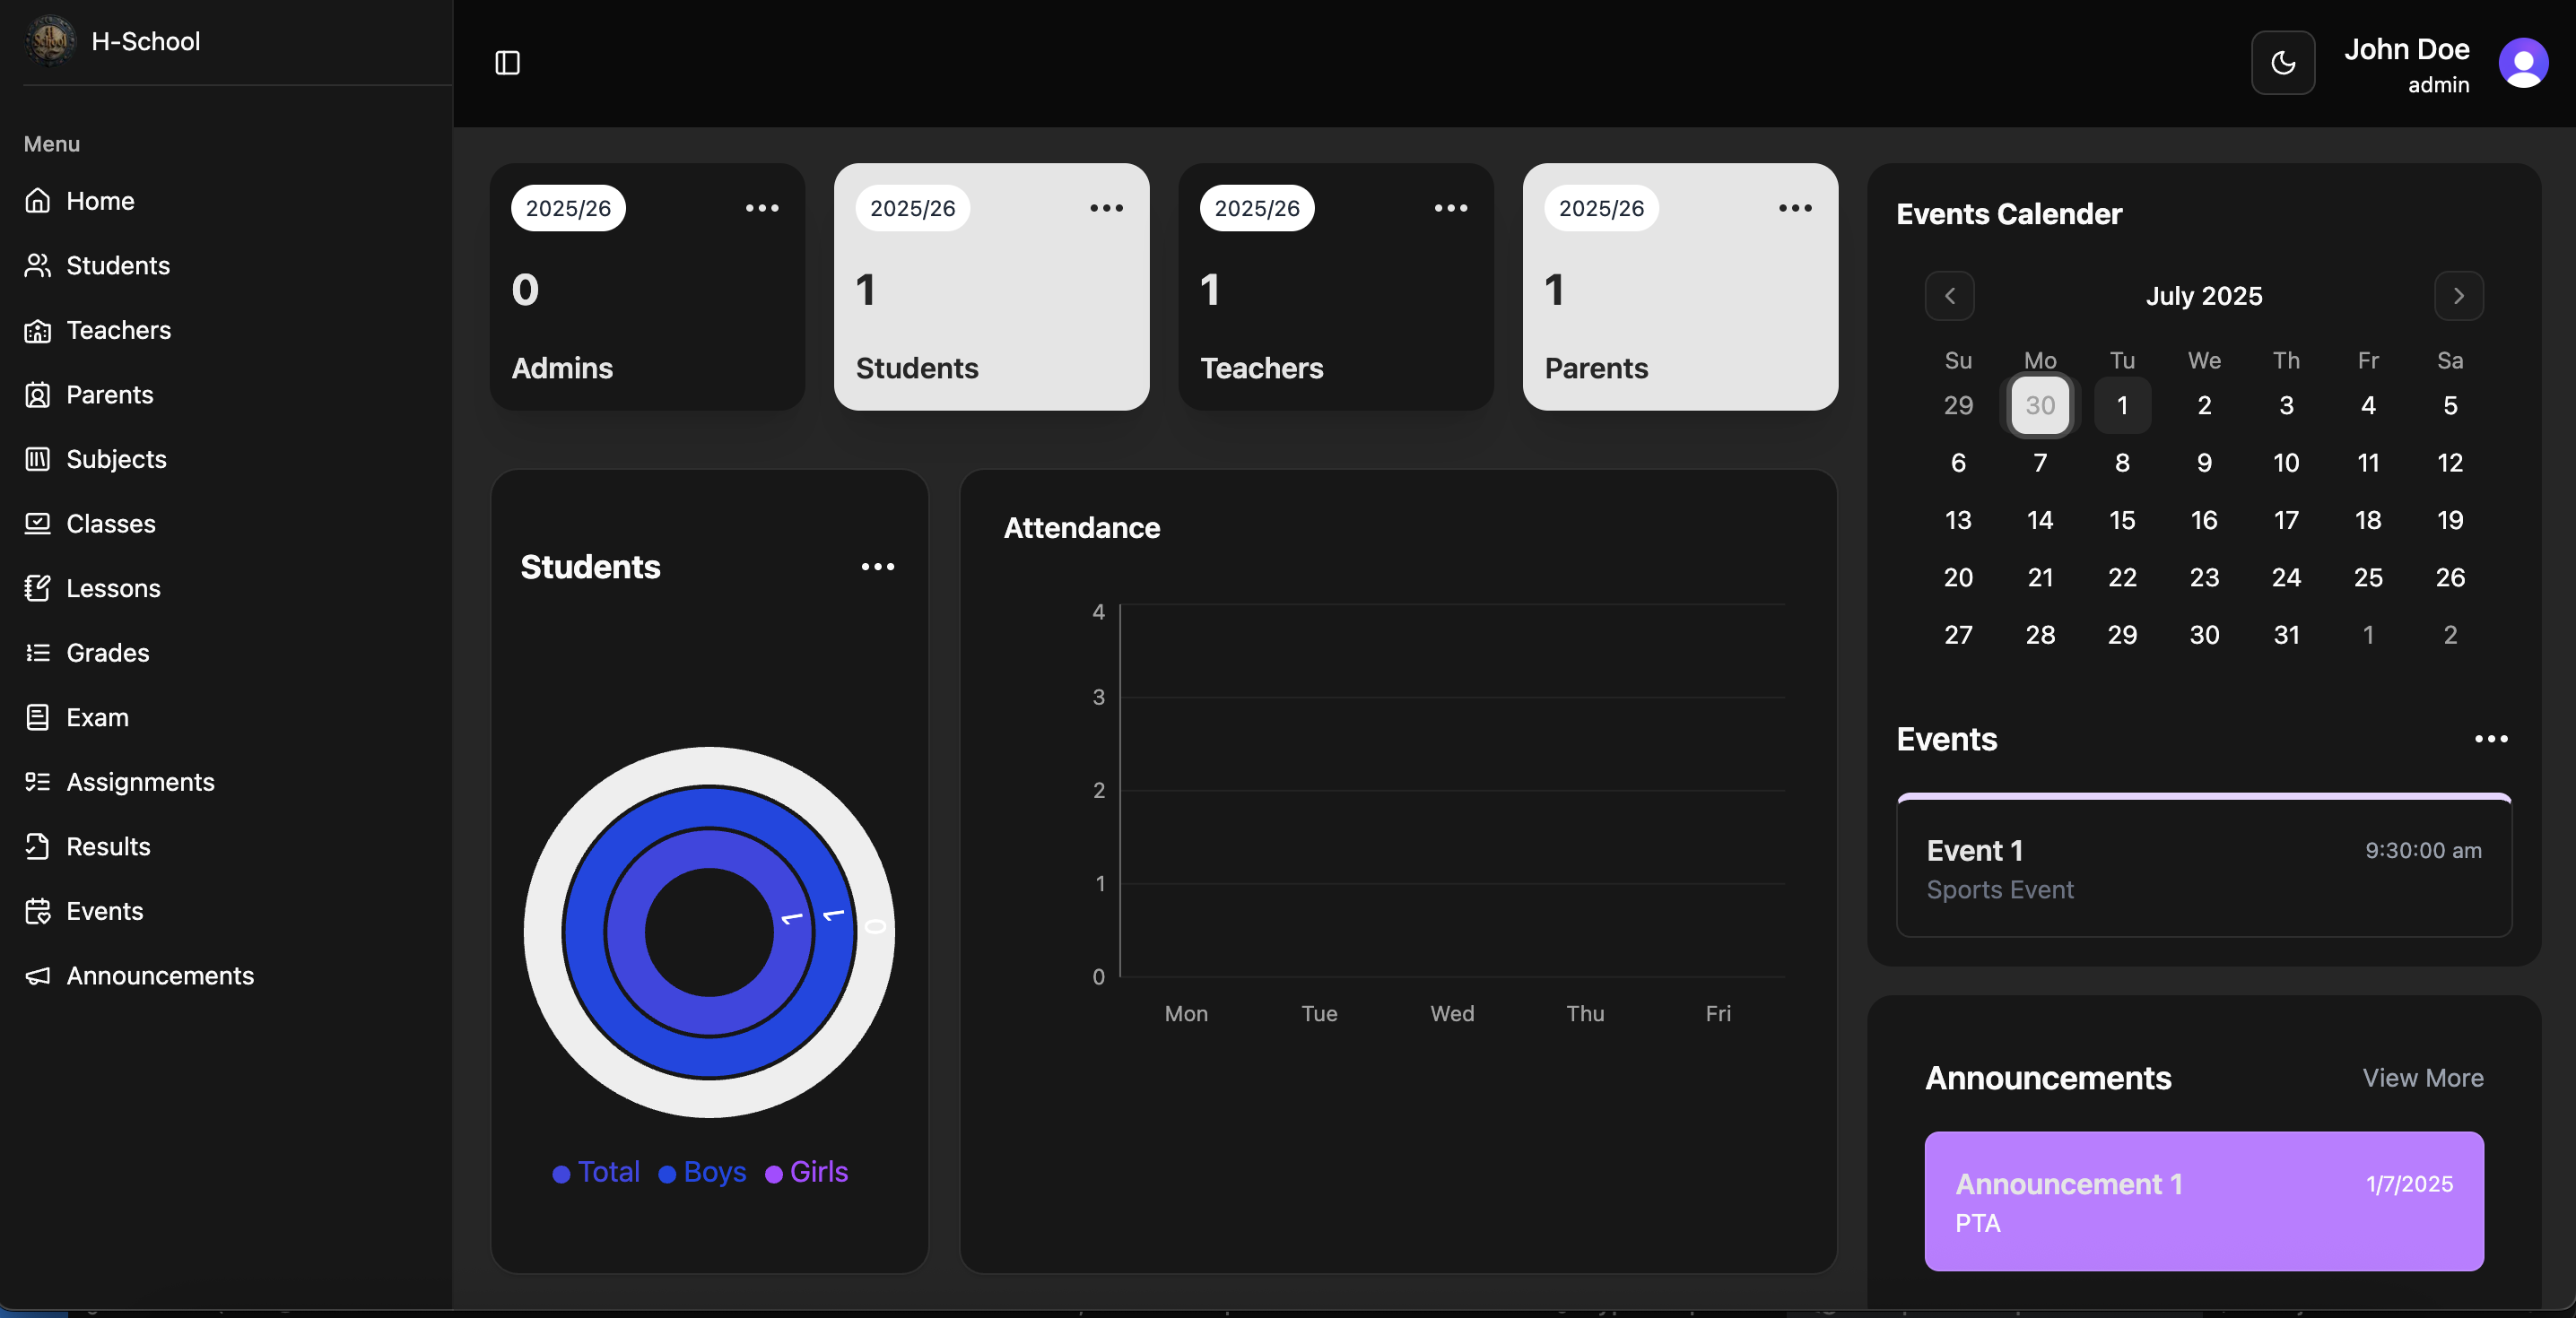 H-School
Menu
Home
Students
Teachers
Parents
Subjects
Classes
Lessons
Grades
Exam
Assignments
Results
Events
Announcements
John Doe
admin
2025/26
0
Admins
2025/26
1
Students
2025/26
1
Teachers
2025/26
1
Parents
Students
1 1 0
Total Boys Girls
Attendance
4
3
2
1
0
Mon Tue Wed Thu Fri
Events Calender
July 2025
Su Mo Tu We Th Fr Sa
29 30 1 2 3 4 5
6 7 8 9 10 11 12
13 14 15 16 17 18 19
20 21 22 23 24 25 26
27 28 29 30 31 1 2
Events
Event 1 9:30:00 am
Sports Event
Announcements View More
Announcement 1 1/7/2025
PTA